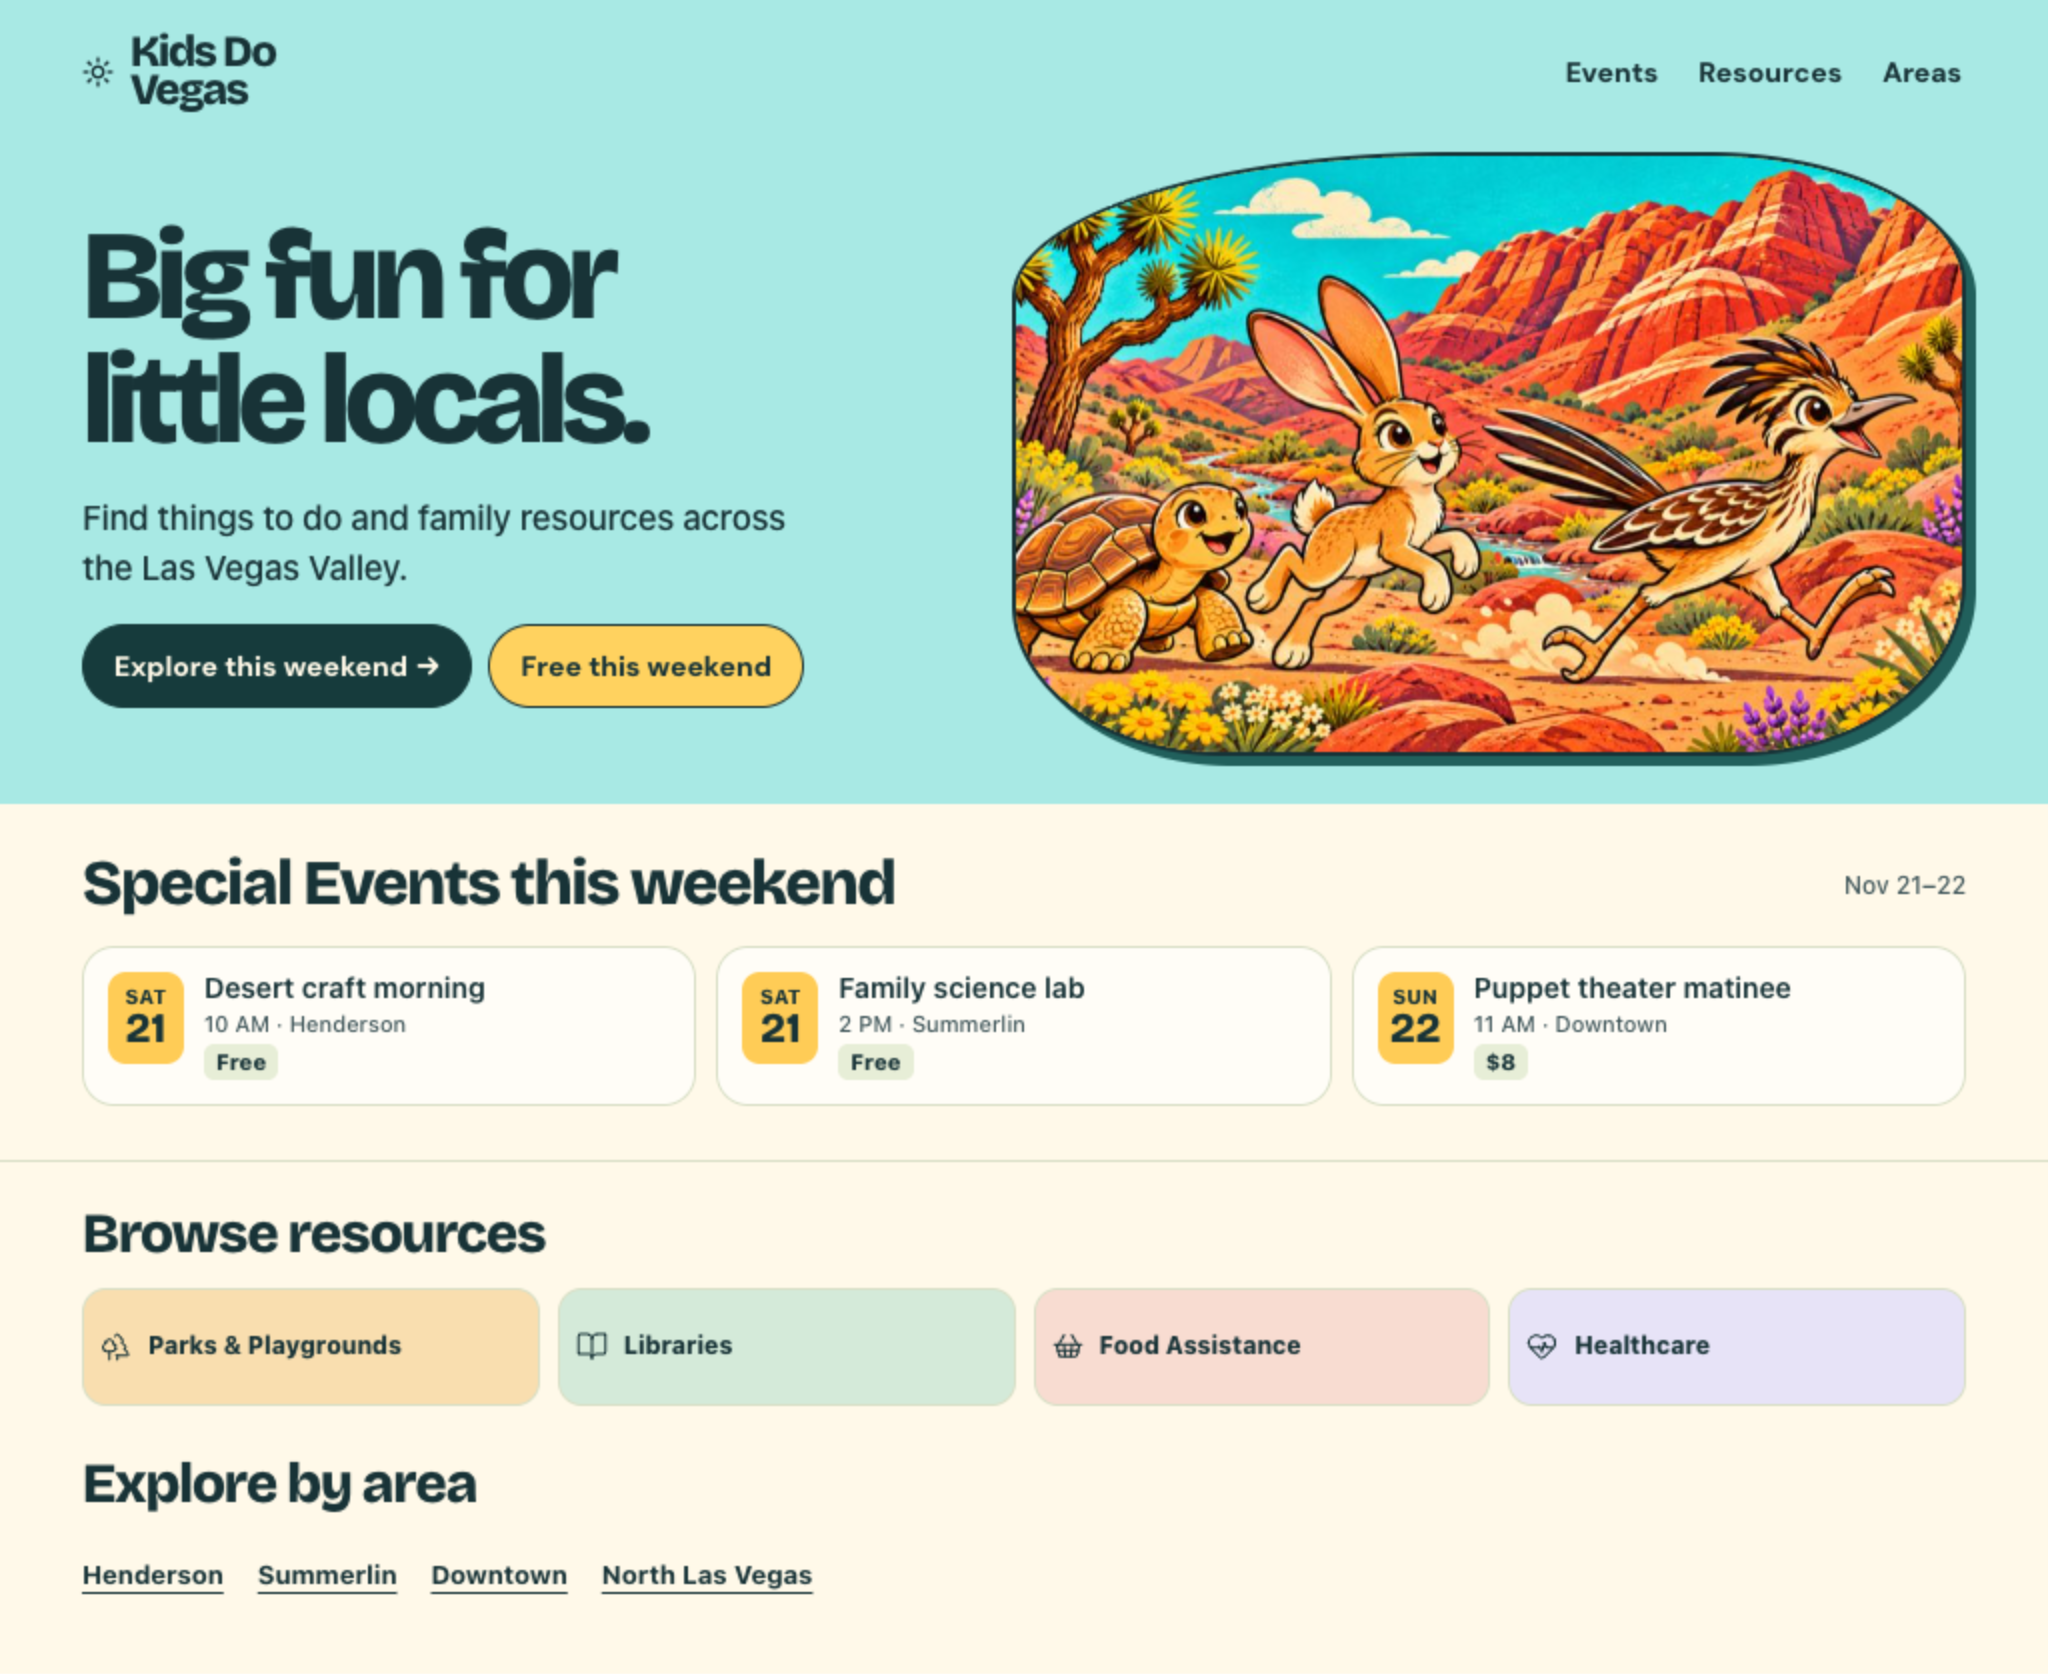 Kids Do
Vegas
Events Resources Areas
Big fun for
little locals.
Find things to do and family resources across
the Las Vegas Valley.
Explore this weekend →
Free this weekend
Special Events this weekend
Nov 21–22
SAT
21
Desert craft morning
10 AM · Henderson
Free
SAT
21
Family science lab
2 PM · Summerlin
Free
SUN
22
Puppet theater matinee
11 AM · Downtown
$8
Browse resources
Parks & Playgrounds
Libraries
Food Assistance
Healthcare
Explore by area
Henderson Summerlin Downtown North Las Vegas